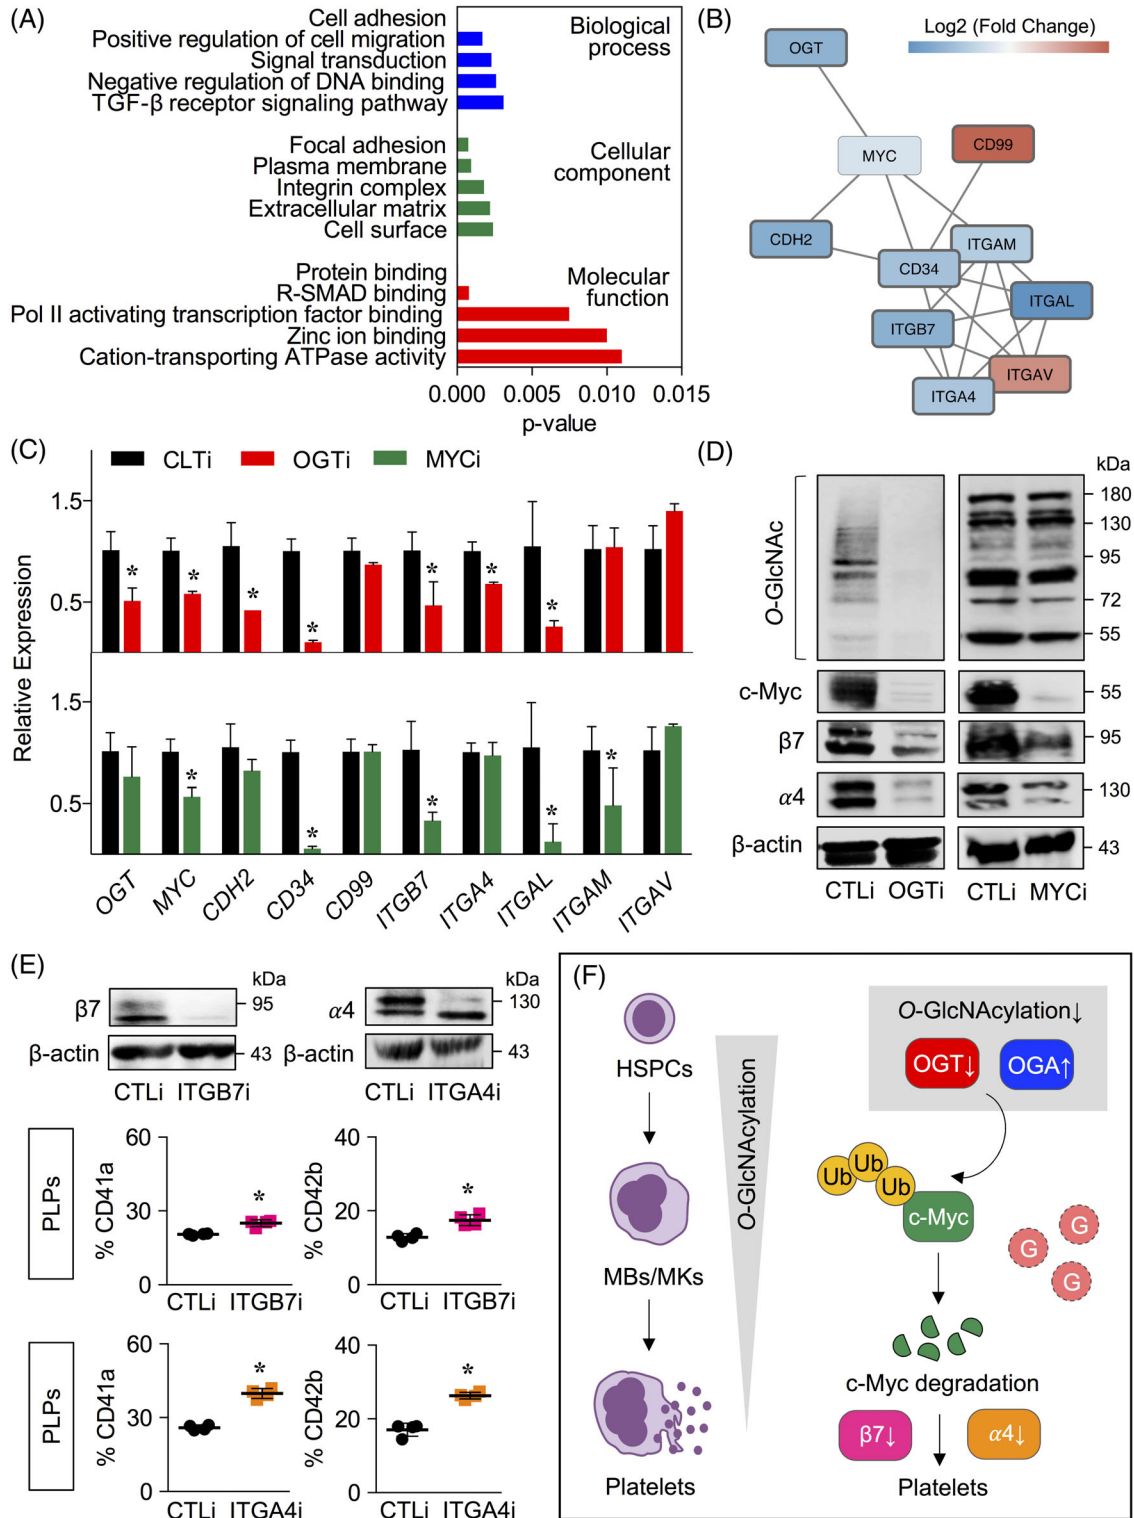 (A)
Cell adhesion
Positive regulation of cell migration
Signal transduction
Negative regulation of DNA binding
TGF-β receptor signaling pathway
Biological
process
Focal adhesion
Plasma membrane
Integrin complex
Extracellular matrix
Cell surface
Cellular
component
Protein binding
R-SMAD binding
Pol II activating transcription factor binding
Zinc ion binding
Cation-transporting ATPase activity
Molecular
function
0.000 0.005 0.010 0.015
p-value
(B)
Log2 (Fold Change)
OGT
MYC
CD99
CDH2
ITGAM
CD34
ITGAL
ITGB7
ITGAV
ITGA4
(C)
CLTi OGTi MYCi
Relative Expression
1.5
0.5
* * * * * * *
1.5
0.5
* * * * *
OGT MYC CDH2 CD34 CD99 ITGB7 ITGA4 ITGAL ITGAM ITGAV
(D)
kDa
O-GlcNAc
180
130
95
72
55
c-Myc
55
β7
95
α4
130
β-actin
43
CTLi OGTi CTLi MYCi
(E)
kDa kDa
β7 95 α4 130
β-actin 43 β-actin 43
CTLi ITGB7i CTLi ITGA4i
PLPs
% CD41a
60
30
0
*
CTLi ITGB7i
% CD42b
40
20
0
*
CTLi ITGB7i
PLPs
% CD41a
60
30
0
*
CTLi ITGA4i
% CD42b
40
20
0
*
CTLi ITGA4i
(F)
HSPCs
MBs/MKs
Platelets
O-GlcNAcylation
O-GlcNAcylation↓
OGT↓ OGA↑
Ub Ub Ub
c-Myc
G
G
G
c-Myc degradation
β7↓ α4↓
Platelets